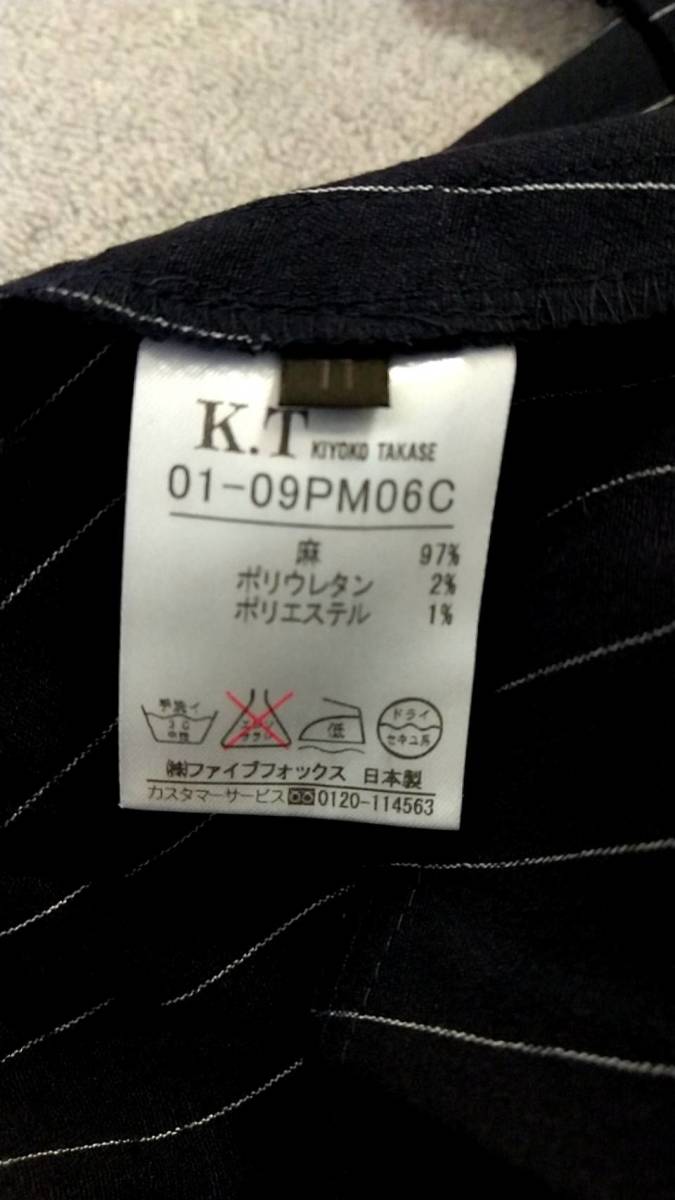 11
K.T KIYOKO TAKASE
01-09PM06C
麻 97%
ポリウレタン 2%
ポリエステル 1%
手洗イ
30
中性
エンソ
サラシ
低
ドライ
セキユ系
㈱ファイブフォックス 日本製
カスタマーサービス 0120-114563